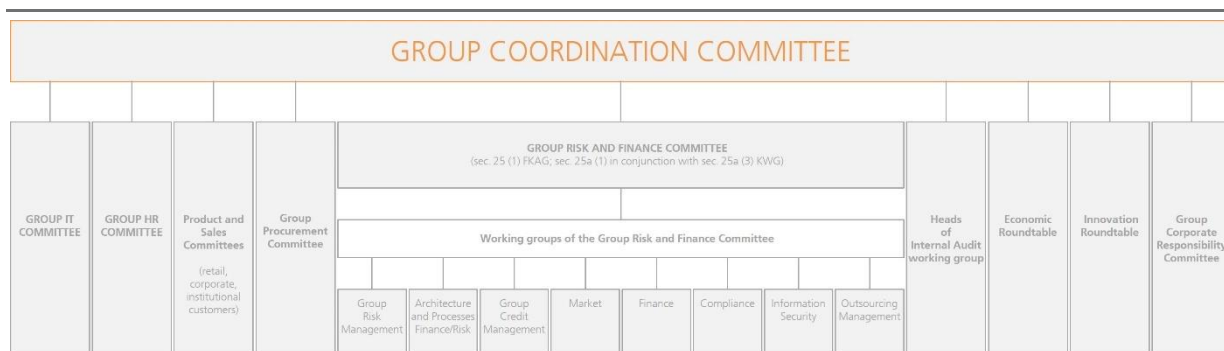 GROUP COORDINATION COMMITTEE
GROUP IT
COMMITTEE
GROUP HR
COMMITTEE
Product and
Sales
Committees
(retail,
corporate,
institutional
customers)
Group
Procurement
Committee
GROUP RISK AND FINANCE COMMITTEE
(sec. 25 (1) FKAG; sec. 25a (1) in conjunction with sec. 25a (3) KWG)
Working groups of the Group Risk and Finance Committee
Group
Risk
Management
Architecture
and Processes
Finance/Risk
Group
Credit
Management
Market
Finance
Compliance
Information
Security
Outsourcing
Management
Heads
of
Internal Audit
working group
Economic
Roundtable
Innovation
Roundtable
Group
Corporate
Responsibility
Committee